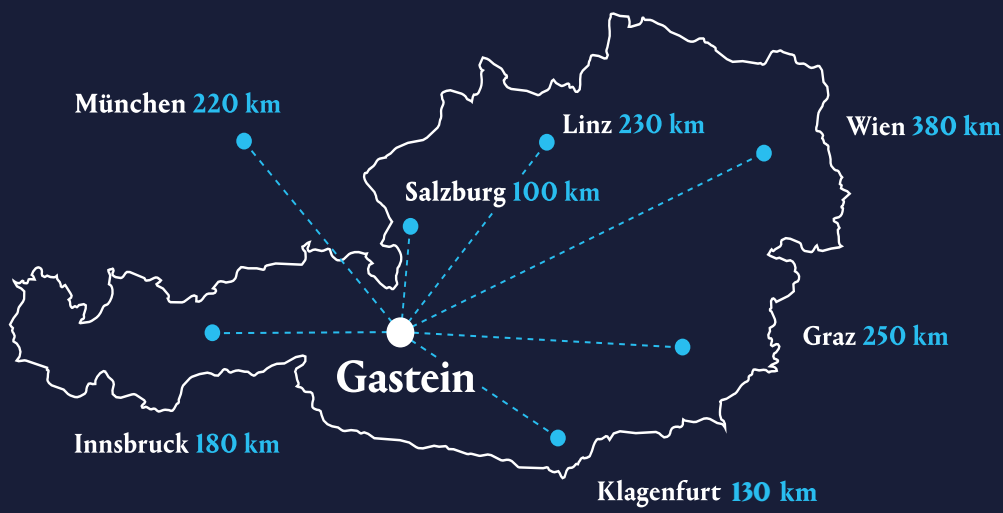 München 220 km
Linz 230 km
Wien 380 km
Salzburg 100 km
Graz 250 km
Gastein
Innsbruck 180 km
Klagenfurt 130 km